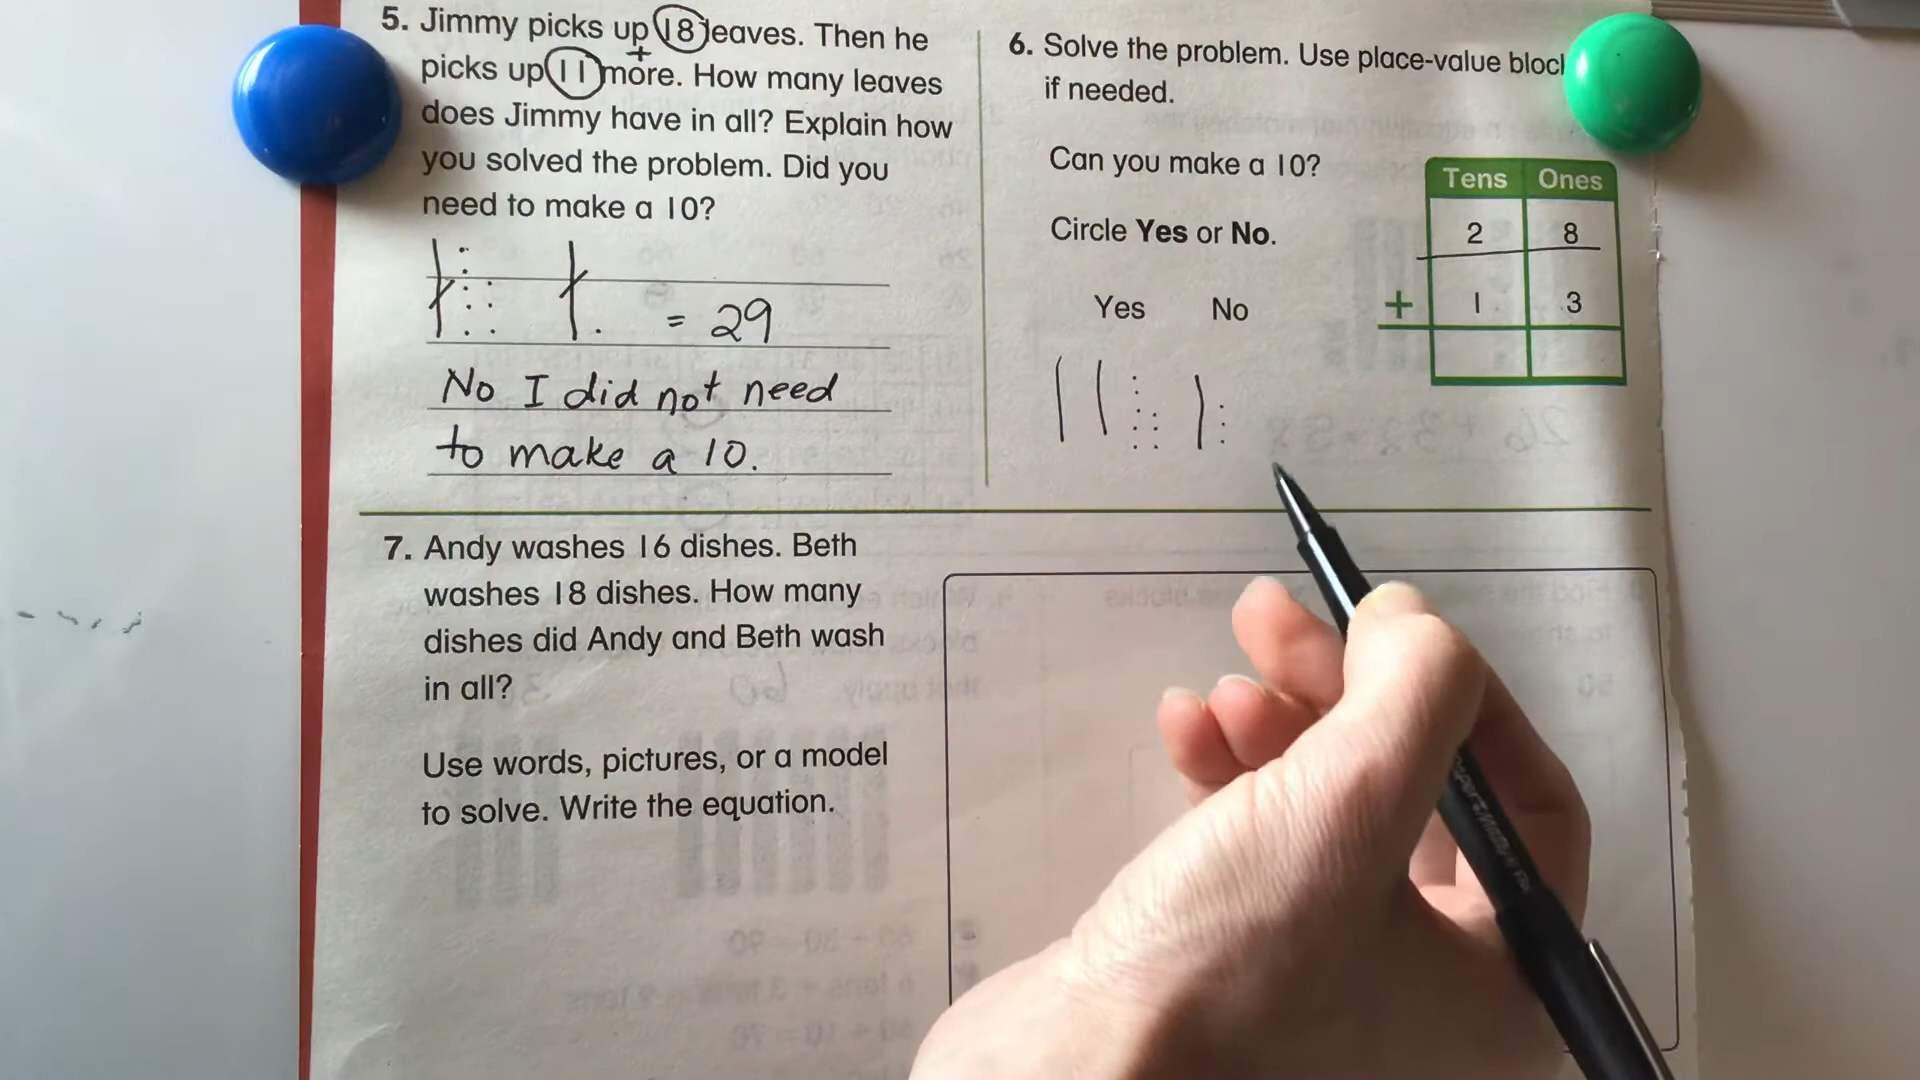 5. Jimmy picks up 18 leaves. Then he
+
picks up 11 more. How many leaves
does Jimmy have in all? Explain how
you solved the problem. Did you
need to make a 10?
= 29
No I did not need
to make a 10.
6. Solve the problem. Use place-value
if needed.
Can you make a 10?
Circle Yes or No.
Yes No
Tens Ones
2 8
+ 1 3
7. Andy washes 16 dishes. Beth
washes 18 dishes. How many
dishes did Andy and Beth wash
in all?
Use words, pictures, or a model
to solve. Write the equation.